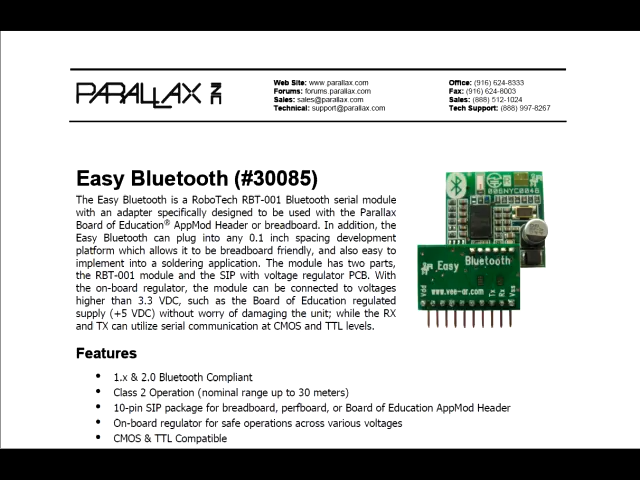 PARALLAX INC
Web Site: www.parallax.com
Forums: forums.parallax.com
Sales: sales@parallax.com
Technical: support@parallax.com
Office: (916) 624-8333
Fax: (916) 624-8003
Sales: (888) 512-1024
Tech Support: (888) 997-8267
Easy Bluetooth (#30085)
The Easy Bluetooth is a RoboTech RBT-001 Bluetooth serial module
with an adapter specifically designed to be used with the Parallax
Board of Education® AppMod Header or breadboard. In addition, the
Easy Bluetooth can plug into any 0.1 inch spacing development
platform which allows it to be breadboard friendly, and also easy to
implement into a soldering application. The module has two parts,
the RBT-001 module and the SIP with voltage regulator PCB. With
the on-board regulator, the module can be connected to voltages
higher than 3.3 VDC, such as the Board of Education regulated
supply (+5 VDC) without worry of damaging the unit; while the RX
and TX can utilize serial communication at CMOS and TTL levels.
006NYC0046
Easy Bluetooth
www.vee-ar.com
Vdd
Tx
Rx
Vss
Features
• 1.x & 2.0 Bluetooth Compliant
• Class 2 Operation (nominal range up to 30 meters)
• 10-pin SIP package for breadboard, perfboard, or Board of Education AppMod Header
• On-board regulator for safe operations across various voltages
• CMOS & TTL Compatible